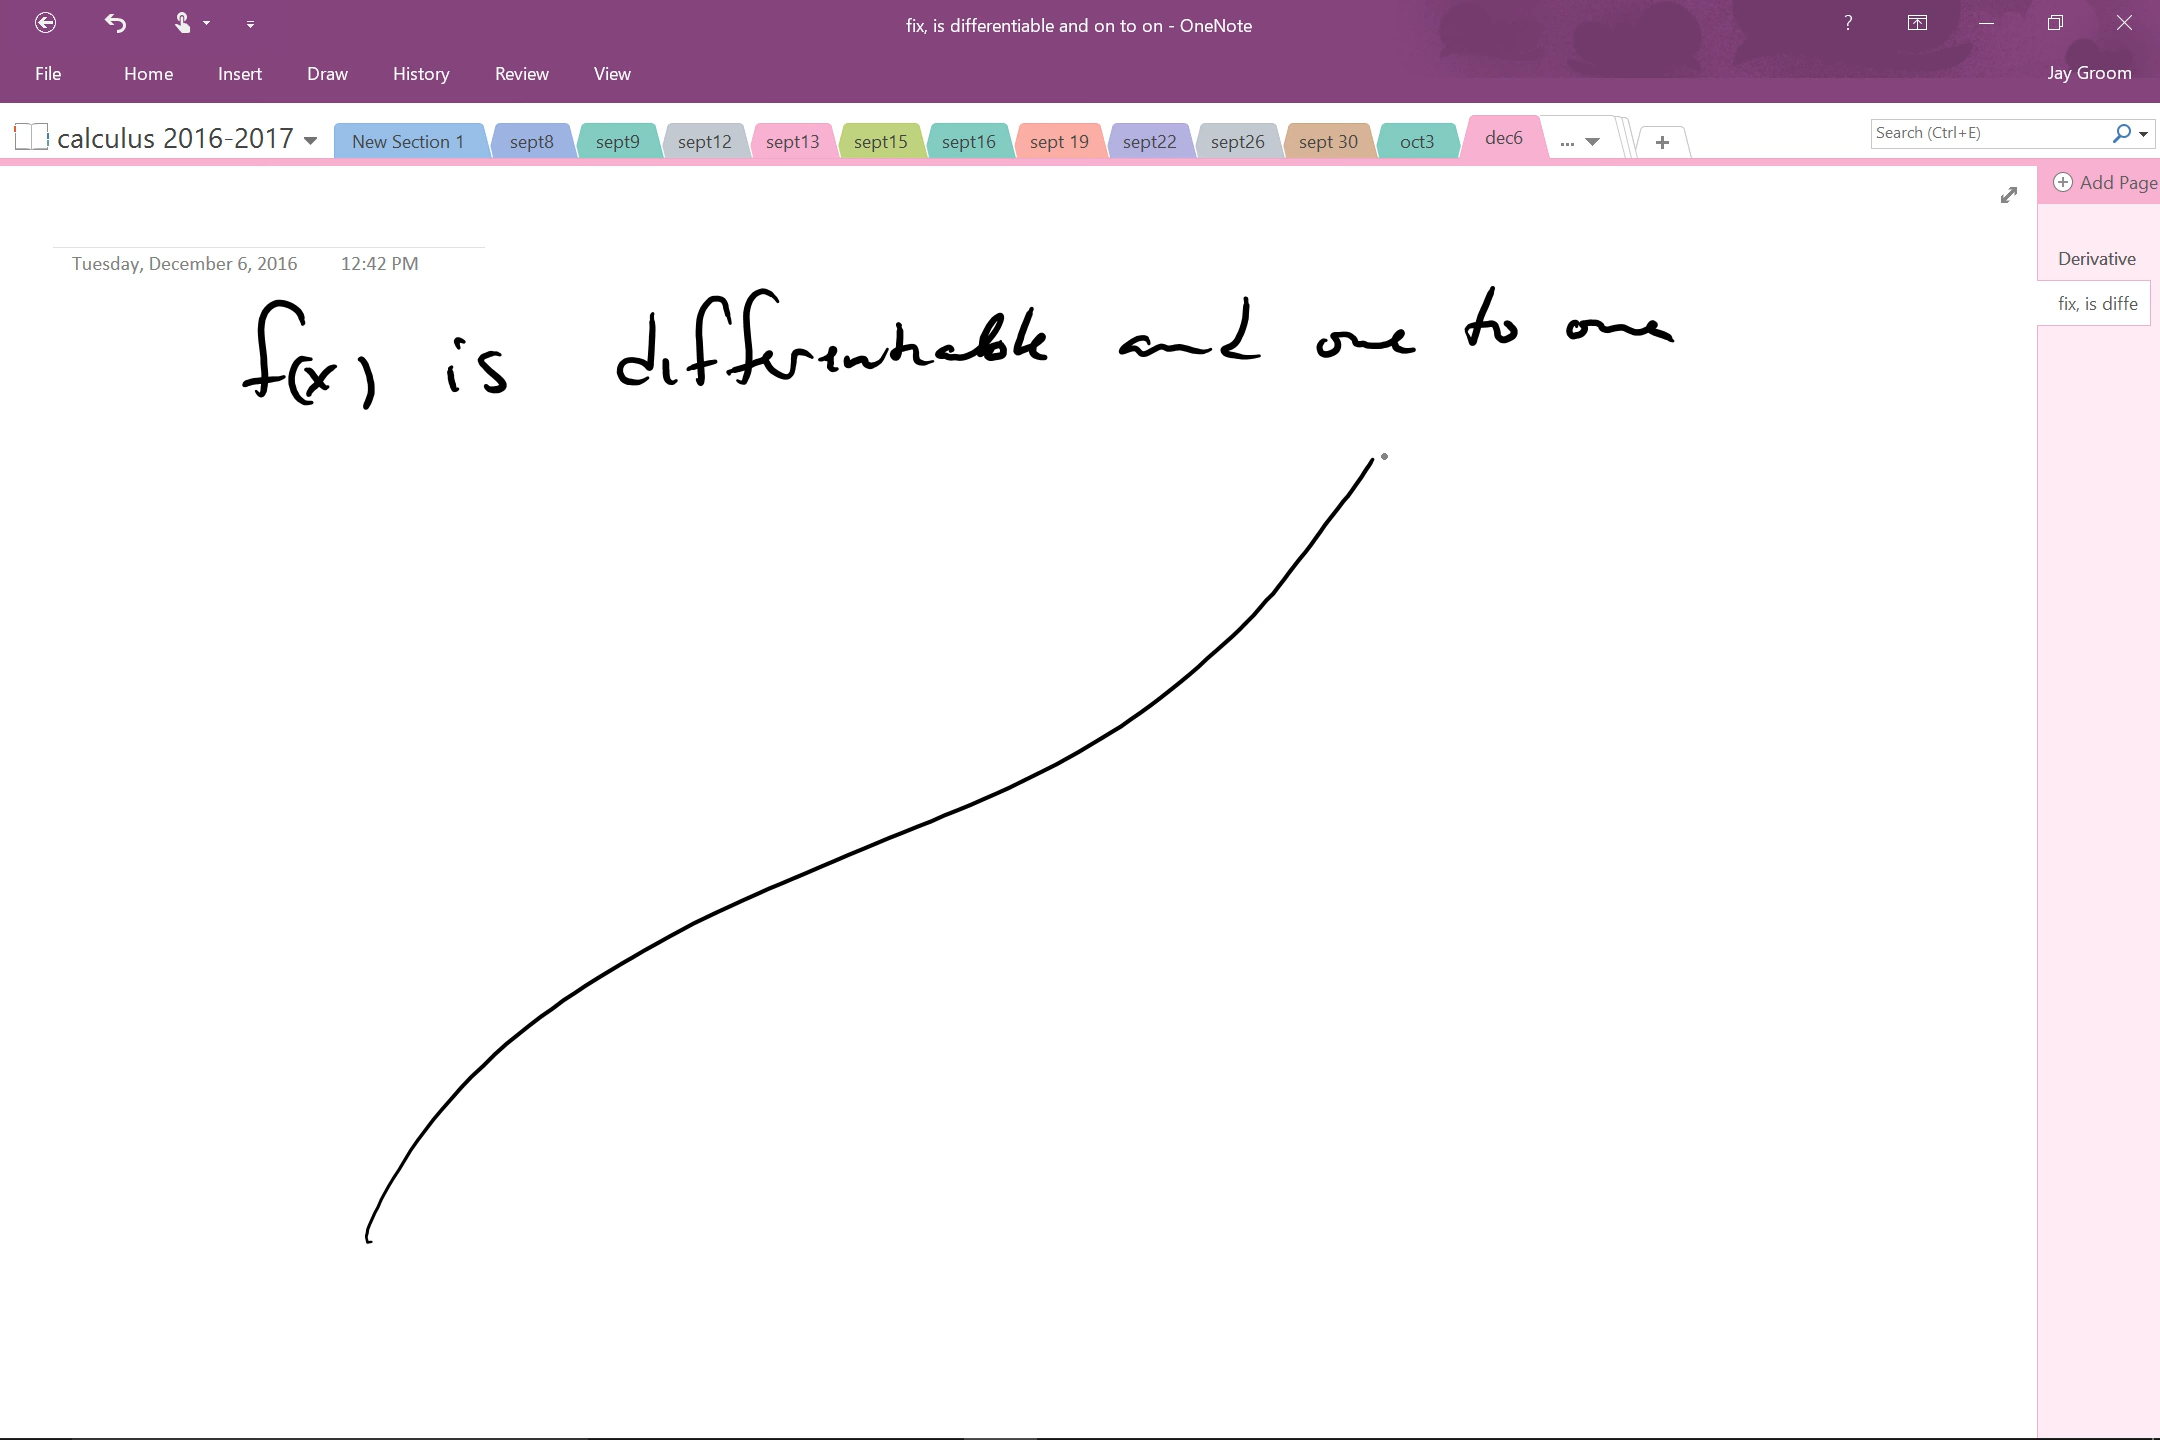 fix, is differentiable and on to on - OneNote
?
File Home Insert Draw History Review View Jay Groom
calculus 2016-2017 New Section 1 sept8 sept9 sept12 sept13 sept15 sept16 sept 19 sept22 sept26 sept 30 oct3 dec6 ... + Search (Ctrl+E)
Add Page
Tuesday, December 6, 2016 12:42 PM
Derivative
fix, is diffe
f(x) is differentiable and one to one